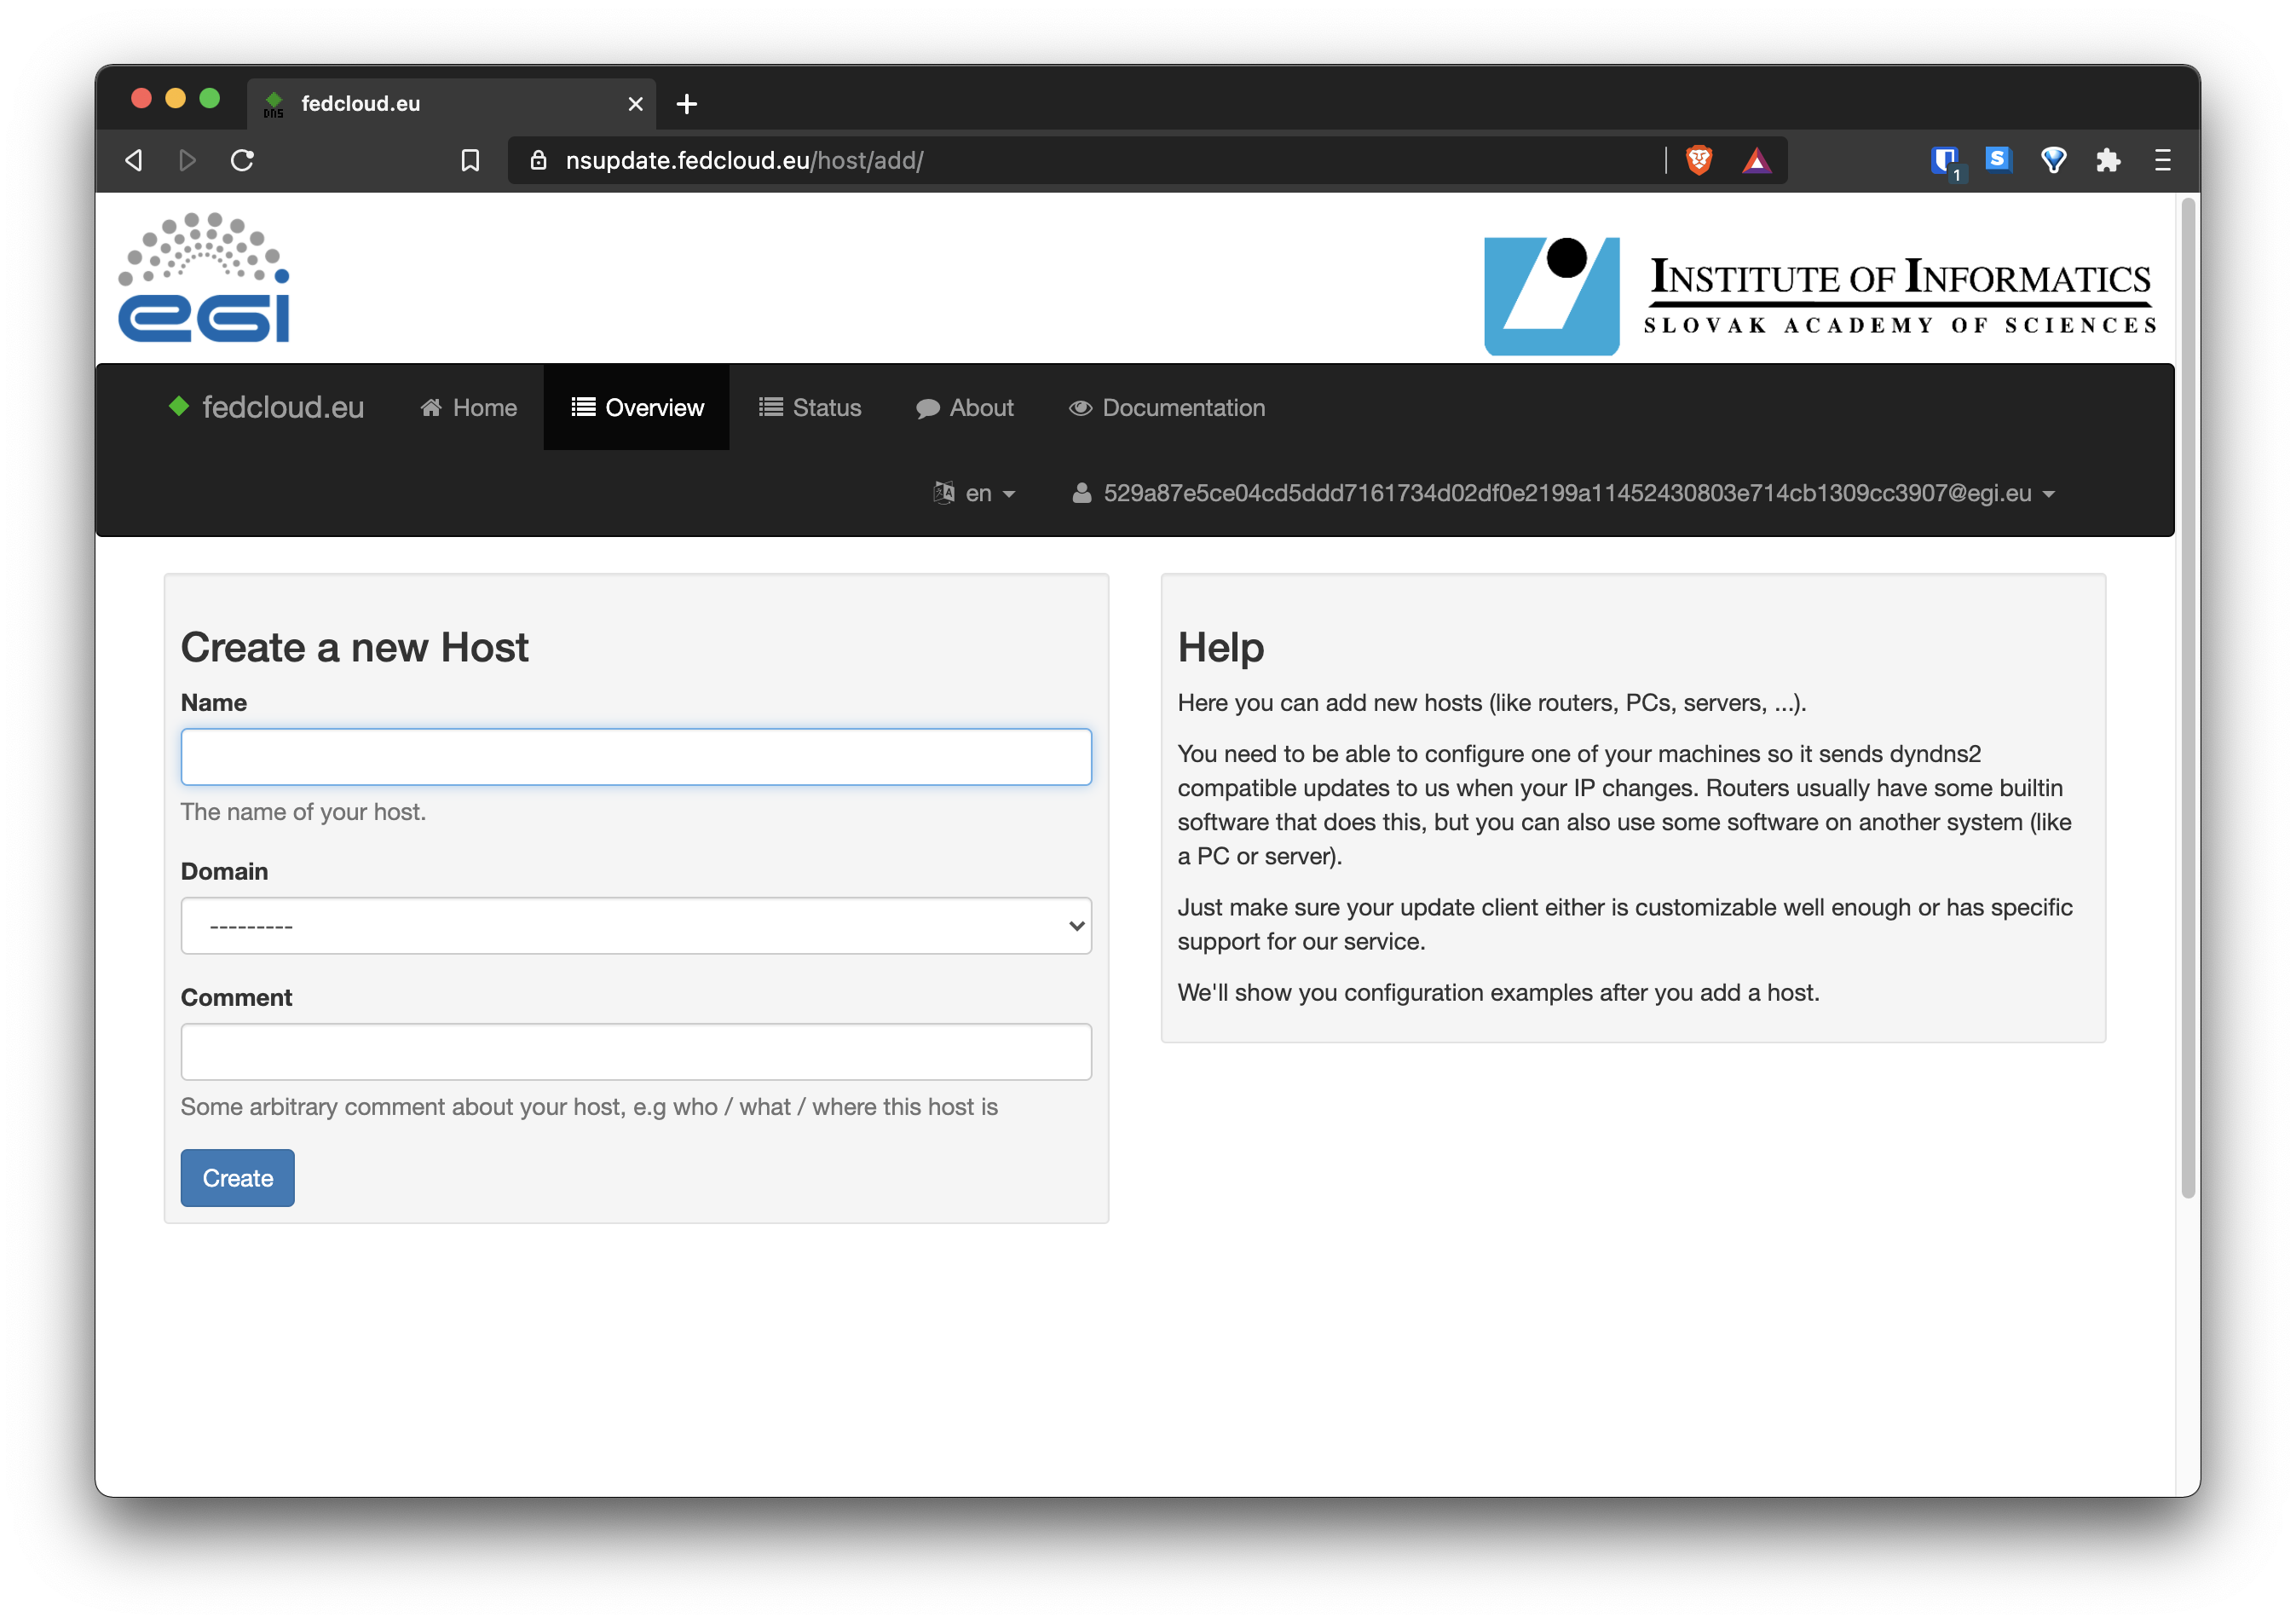 DNS
fedcloud.eu
nsupdate.fedcloud.eu/host/add/
S
1
egi
INSTITUTE OF INFORMATICS
SLOVAK ACADEMY OF SCIENCES
fedcloud.eu Home Overview Status About Documentation
en 529a87e5ce04cd5ddd7161734d02df0e2199a11452430803e714cb1309cc3907@egi.eu
Create a new Host
Name
The name of your host.
Domain
---------
Comment
Some arbitrary comment about your host, e.g who / what / where this host is
Create
Help
Here you can add new hosts (like routers, PCs, servers, ...).
You need to be able to configure one of your machines so it sends dyndns2
compatible updates to us when your IP changes. Routers usually have some builtin
software that does this, but you can also use some software on another system (like
a PC or server).
Just make sure your update client either is customizable well enough or has specific
support for our service.
We'll show you configuration examples after you add a host.